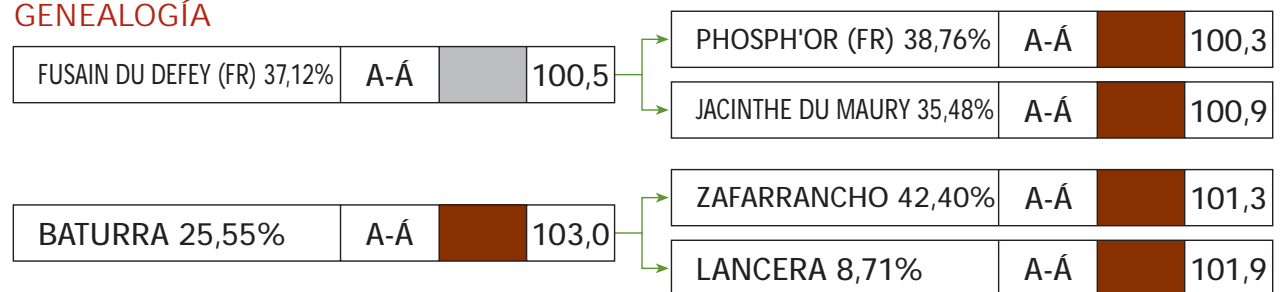 GENEALOGÍA
FUSAIN DU DEFEY (FR) 37,12% A-Á 100,5
PHOSPH'OR (FR) 38,76% A-Á 100,3
JACINTHE DU MAURY 35,48% A-Á 100,9
BATURRA 25,55% A-Á 103,0
ZAFARRANCHO 42,40% A-Á 101,3
LANCERA 8,71% A-Á 101,9